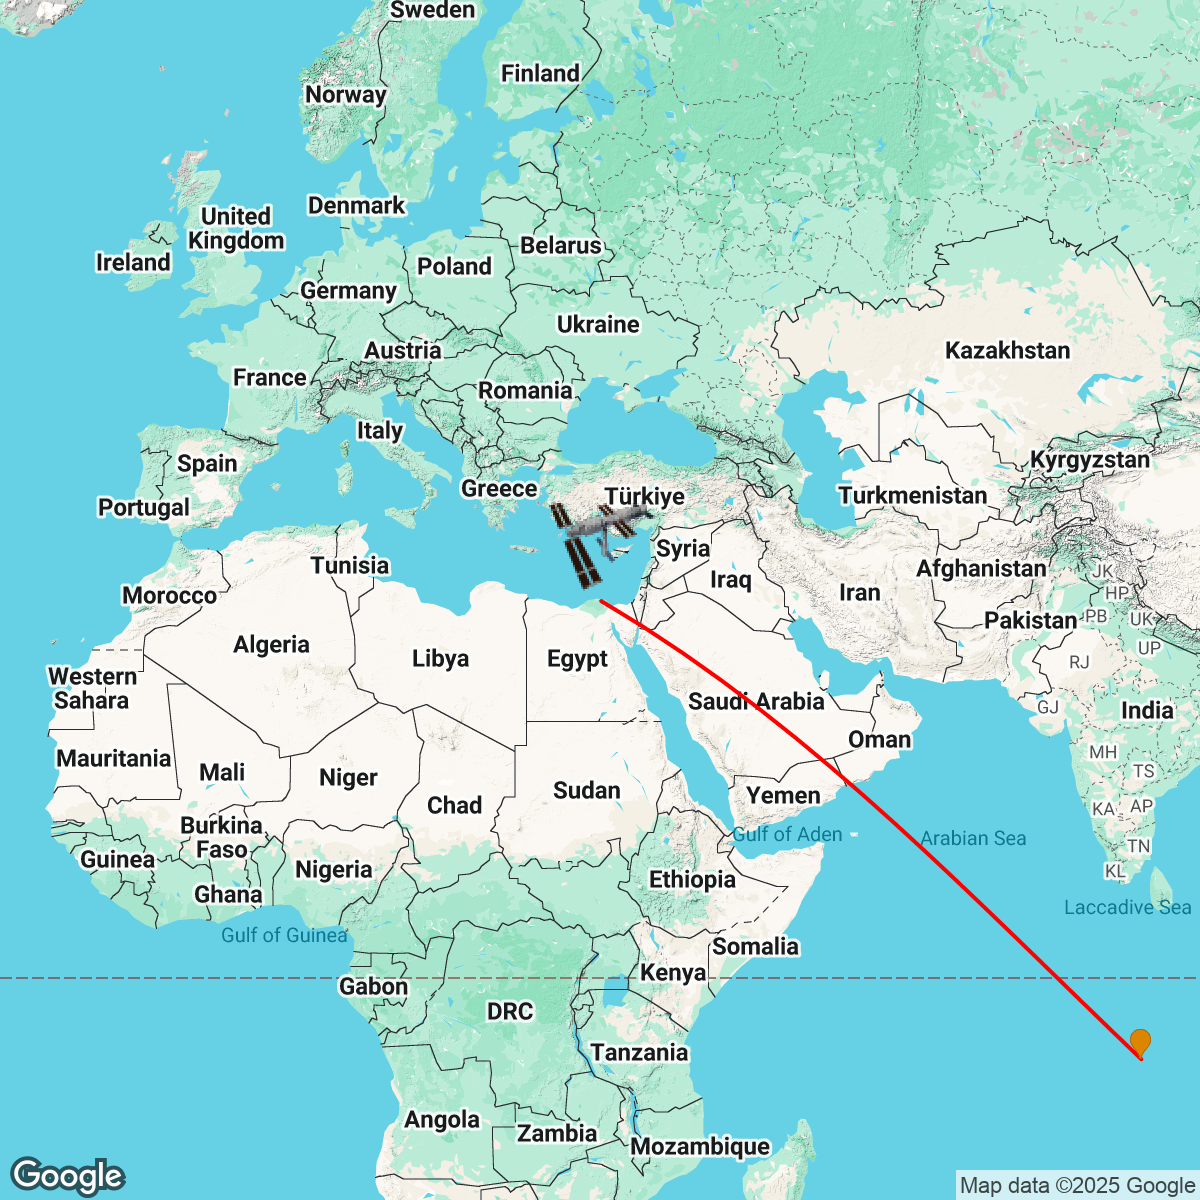 Sweden
Finland
Norway
Denmark
United
Kingdom
Ireland
Belarus
Poland
Germany
Ukraine
Austria
Kazakhstan
France
Romania
Italy
Spain
Kyrgyzstan
Greece
Türkiye
Turkmenistan
Portugal
Syria
Tunisia
Iraq
Afghanistan
JK
Iran
HP
Morocco
Pakistan
PB
UK
Algeria
UP
Libya
Egypt
RJ
Western
Sahara
Saudi Arabia
GJ
India
Oman
Mauritania
MH
Mali
Niger
TS
Sudan
Yemen
Chad
KA
AP
Burkina
Faso
Gulf of Aden
Arabian Sea
TN
Guinea
Nigeria
KL
Ethiopia
Ghana
Laccadive Sea
Gulf of Guinea
Somalia
Kenya
Gabon
DRC
Tanzania
Angola
Zambia
Mozambique
Google
Map data ©2025 Google